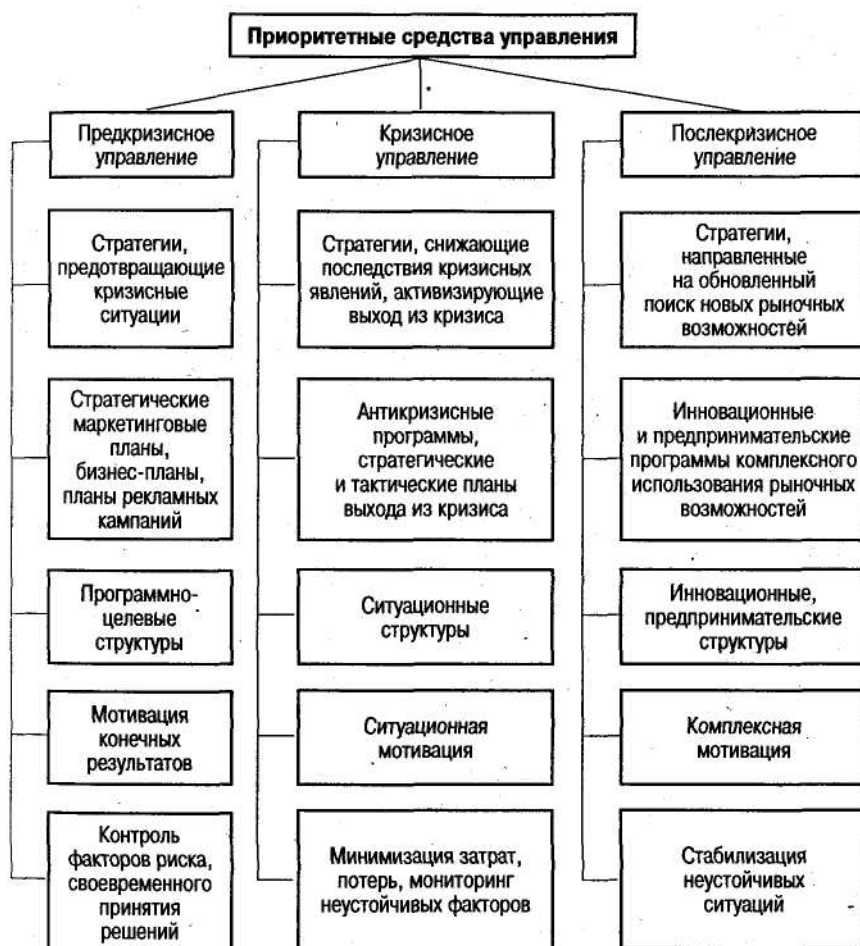 Приоритетные средства управления
Предкризисное
управление
Кризисное
управление
Послекризисное
управление
Стратегии,
предотвращающие
кризисные
ситуации
Стратегии, снижающие
последствия кризисных
явлений, активизирующие
выход из кризиса
Стратегии,
направленные
на обновленный
поиск новых рыночных
возможностей
Стратегические
маркетинговые
планы,
бизнес-планы,
планы рекламных
кампаний
Антикризисные
программы,
стратегические
и тактические планы
выхода из кризиса
Инновационные
и предпринимательские
программы комплексного
использования рыночных
возможностей
Программно-
целевые
структуры
Ситуационные
структуры
Инновационные,
предпринимательские
структуры
Мотивация
конечных
результатов
Ситуационная
мотивация
Комплексная
мотивация
Контроль
факторов риска,
своевременного
принятия
решений
Минимизация затрат,
потерь, мониторинг
неустойчивых факторов
Стабилизация
неустойчивых
ситуаций